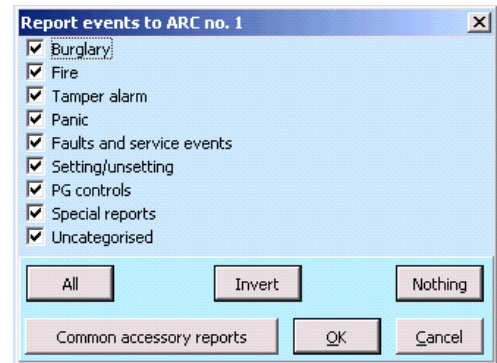 Report events to ARC no. 1
Burglary
Fire
Tamper alarm
Panic
Faults and service events
Setting/unsetting
PG controls
Special reports
Uncategorised
All Invert Nothing
Common accessory reports OK Cancel